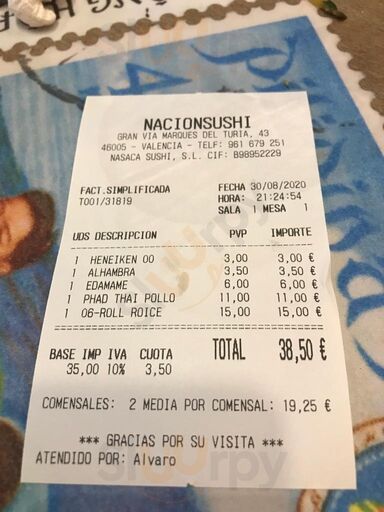 NACIONSUSHI
GRAN VIA MARQUES DEL TURIA, 43
46005 - VALENCIA - TELF: 961 679 251
NASACA SUSHI, S.L. CIF: B98952229
FACT.SIMPLIFICADA FECHA 30/08/2020
T001/31819 HORA: 21:24:54
SALA 1 MESA 1
UDS DESCRIPCION PVP IMPORTE
1 HENEIKEN 00 3,00 3,00 €
1 ALHAMBRA 3,50 3,50 €
1 EDAMAME 6,00 6,00 €
1 PHAD THAI POLLO 11,00 11,00 €
1 06-ROLL ROICE 15,00 15,00 €
BASE IMP IVA CUOTA TOTAL 38,50 €
35,00 10% 3,50
COMENSALES: 2 MEDIA POR COMENSAL: 19,25 €
*** GRACIAS POR SU VISITA ***
ATENDIDO POR: Alvaro